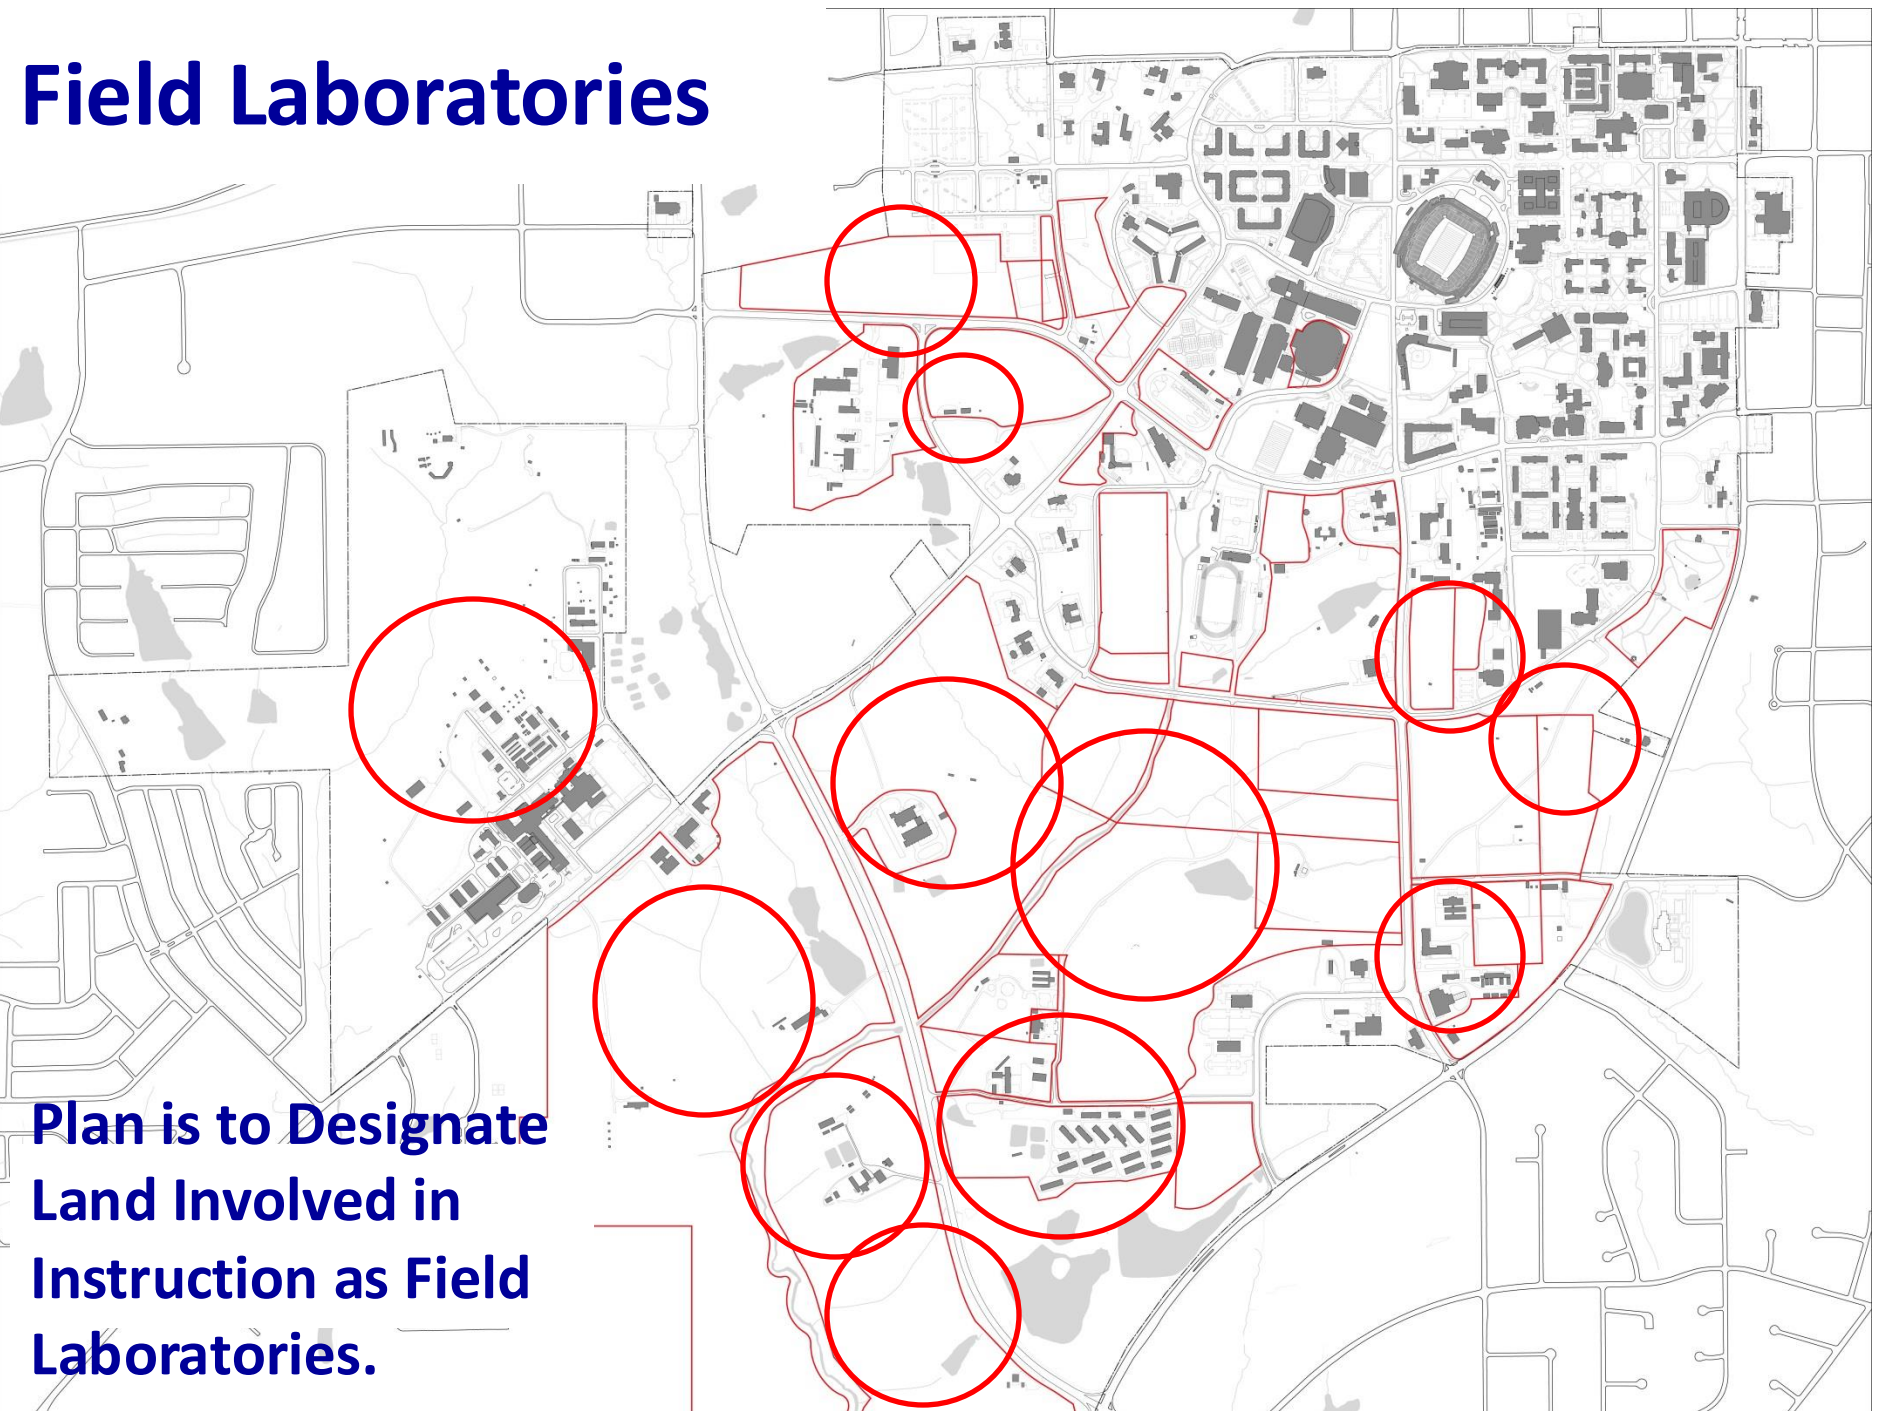 Field Laboratories
Plan is to Designate
Land Involved in
Instruction as Field
Laboratories.